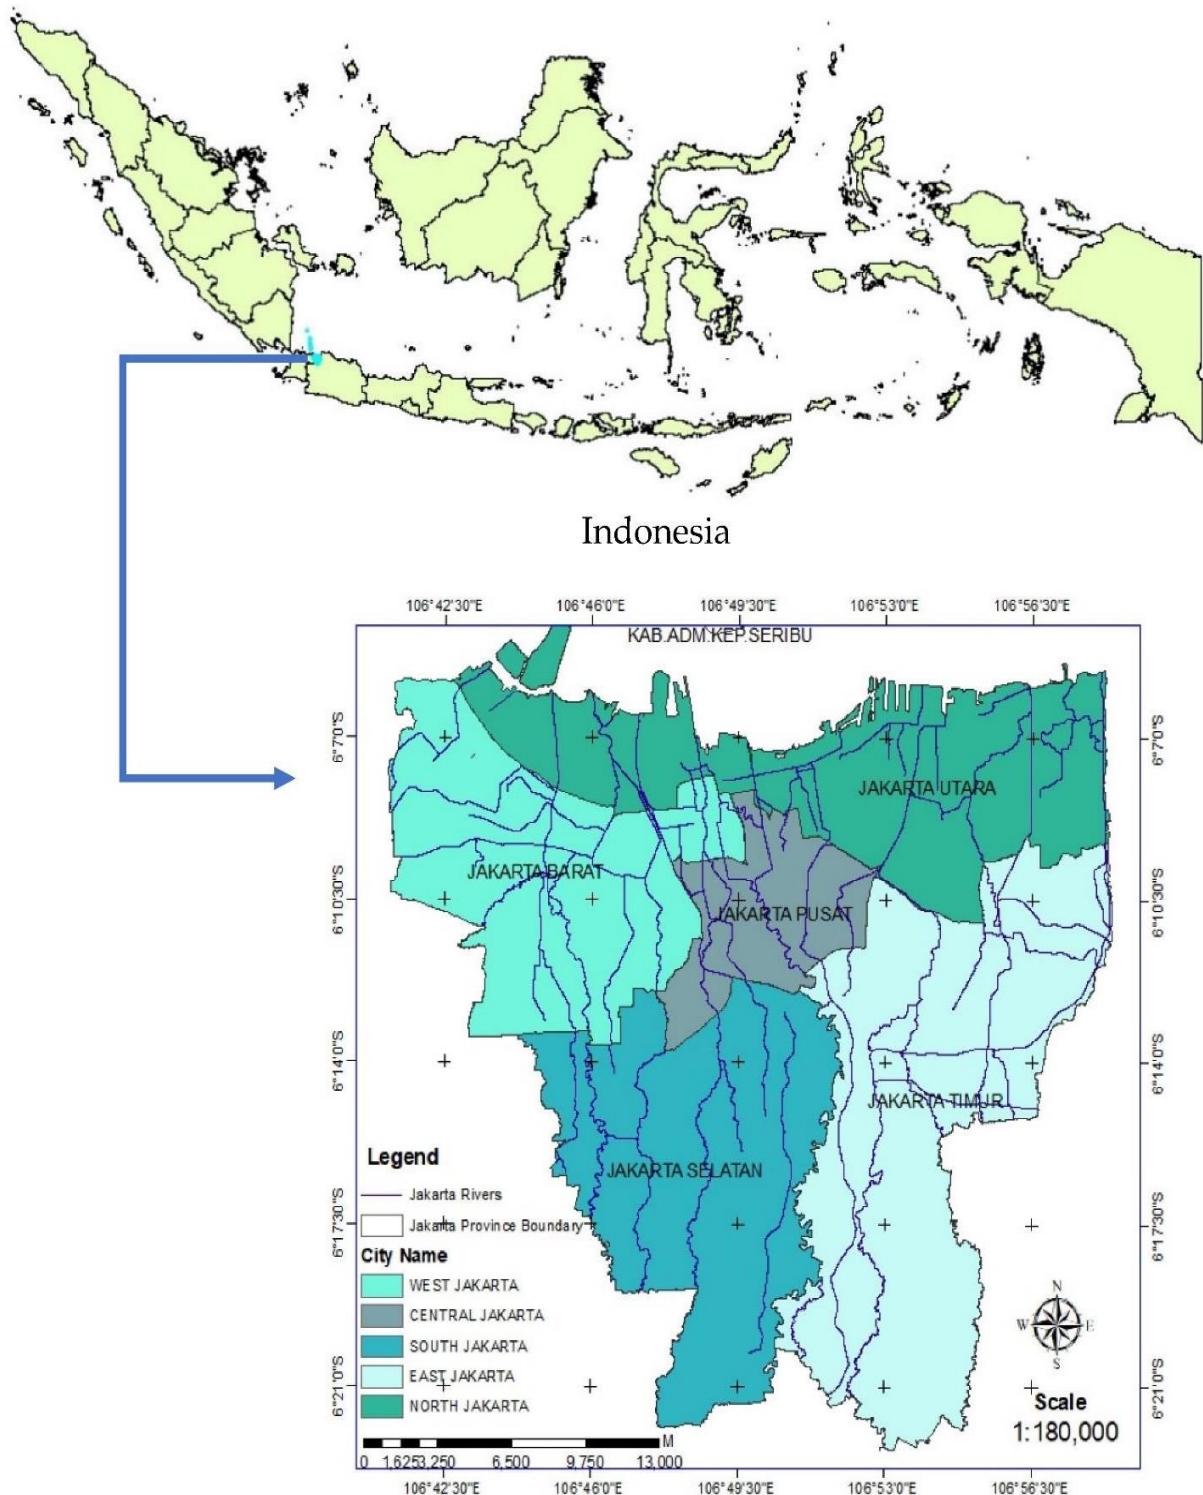 Indonesia
106°42'30"E 106°46'0"E 106°49'30"E 106°53'0"E 106°56'30"E
KAB.ADM.KEP.SERIBU
6°7'0"S 6°7'0"S
JAKARTA UTARA
JAKARTA BARAT
6°10'30"S 6°10'30"S
JAKARTA PUSAT
6°14'0"S 6°14'0"S
JAKARTA TIMUR
JAKARTA SELATAN
6°17'30"S 6°17'30"S
Legend
Jakarta Rivers
Jakarta Province Boundary
City Name
WEST JAKARTA
CENTRAL JAKARTA
SOUTH JAKARTA
EAST JAKARTA
NORTH JAKARTA
N
W E
S
6°21'0"S 6°21'0"S
Scale
1:180,000
M
0 1,6253,250 6,500 9,750 13,000
106°42'30"E 106°46'0"E 106°49'30"E 106°53'0"E 106°56'30"E